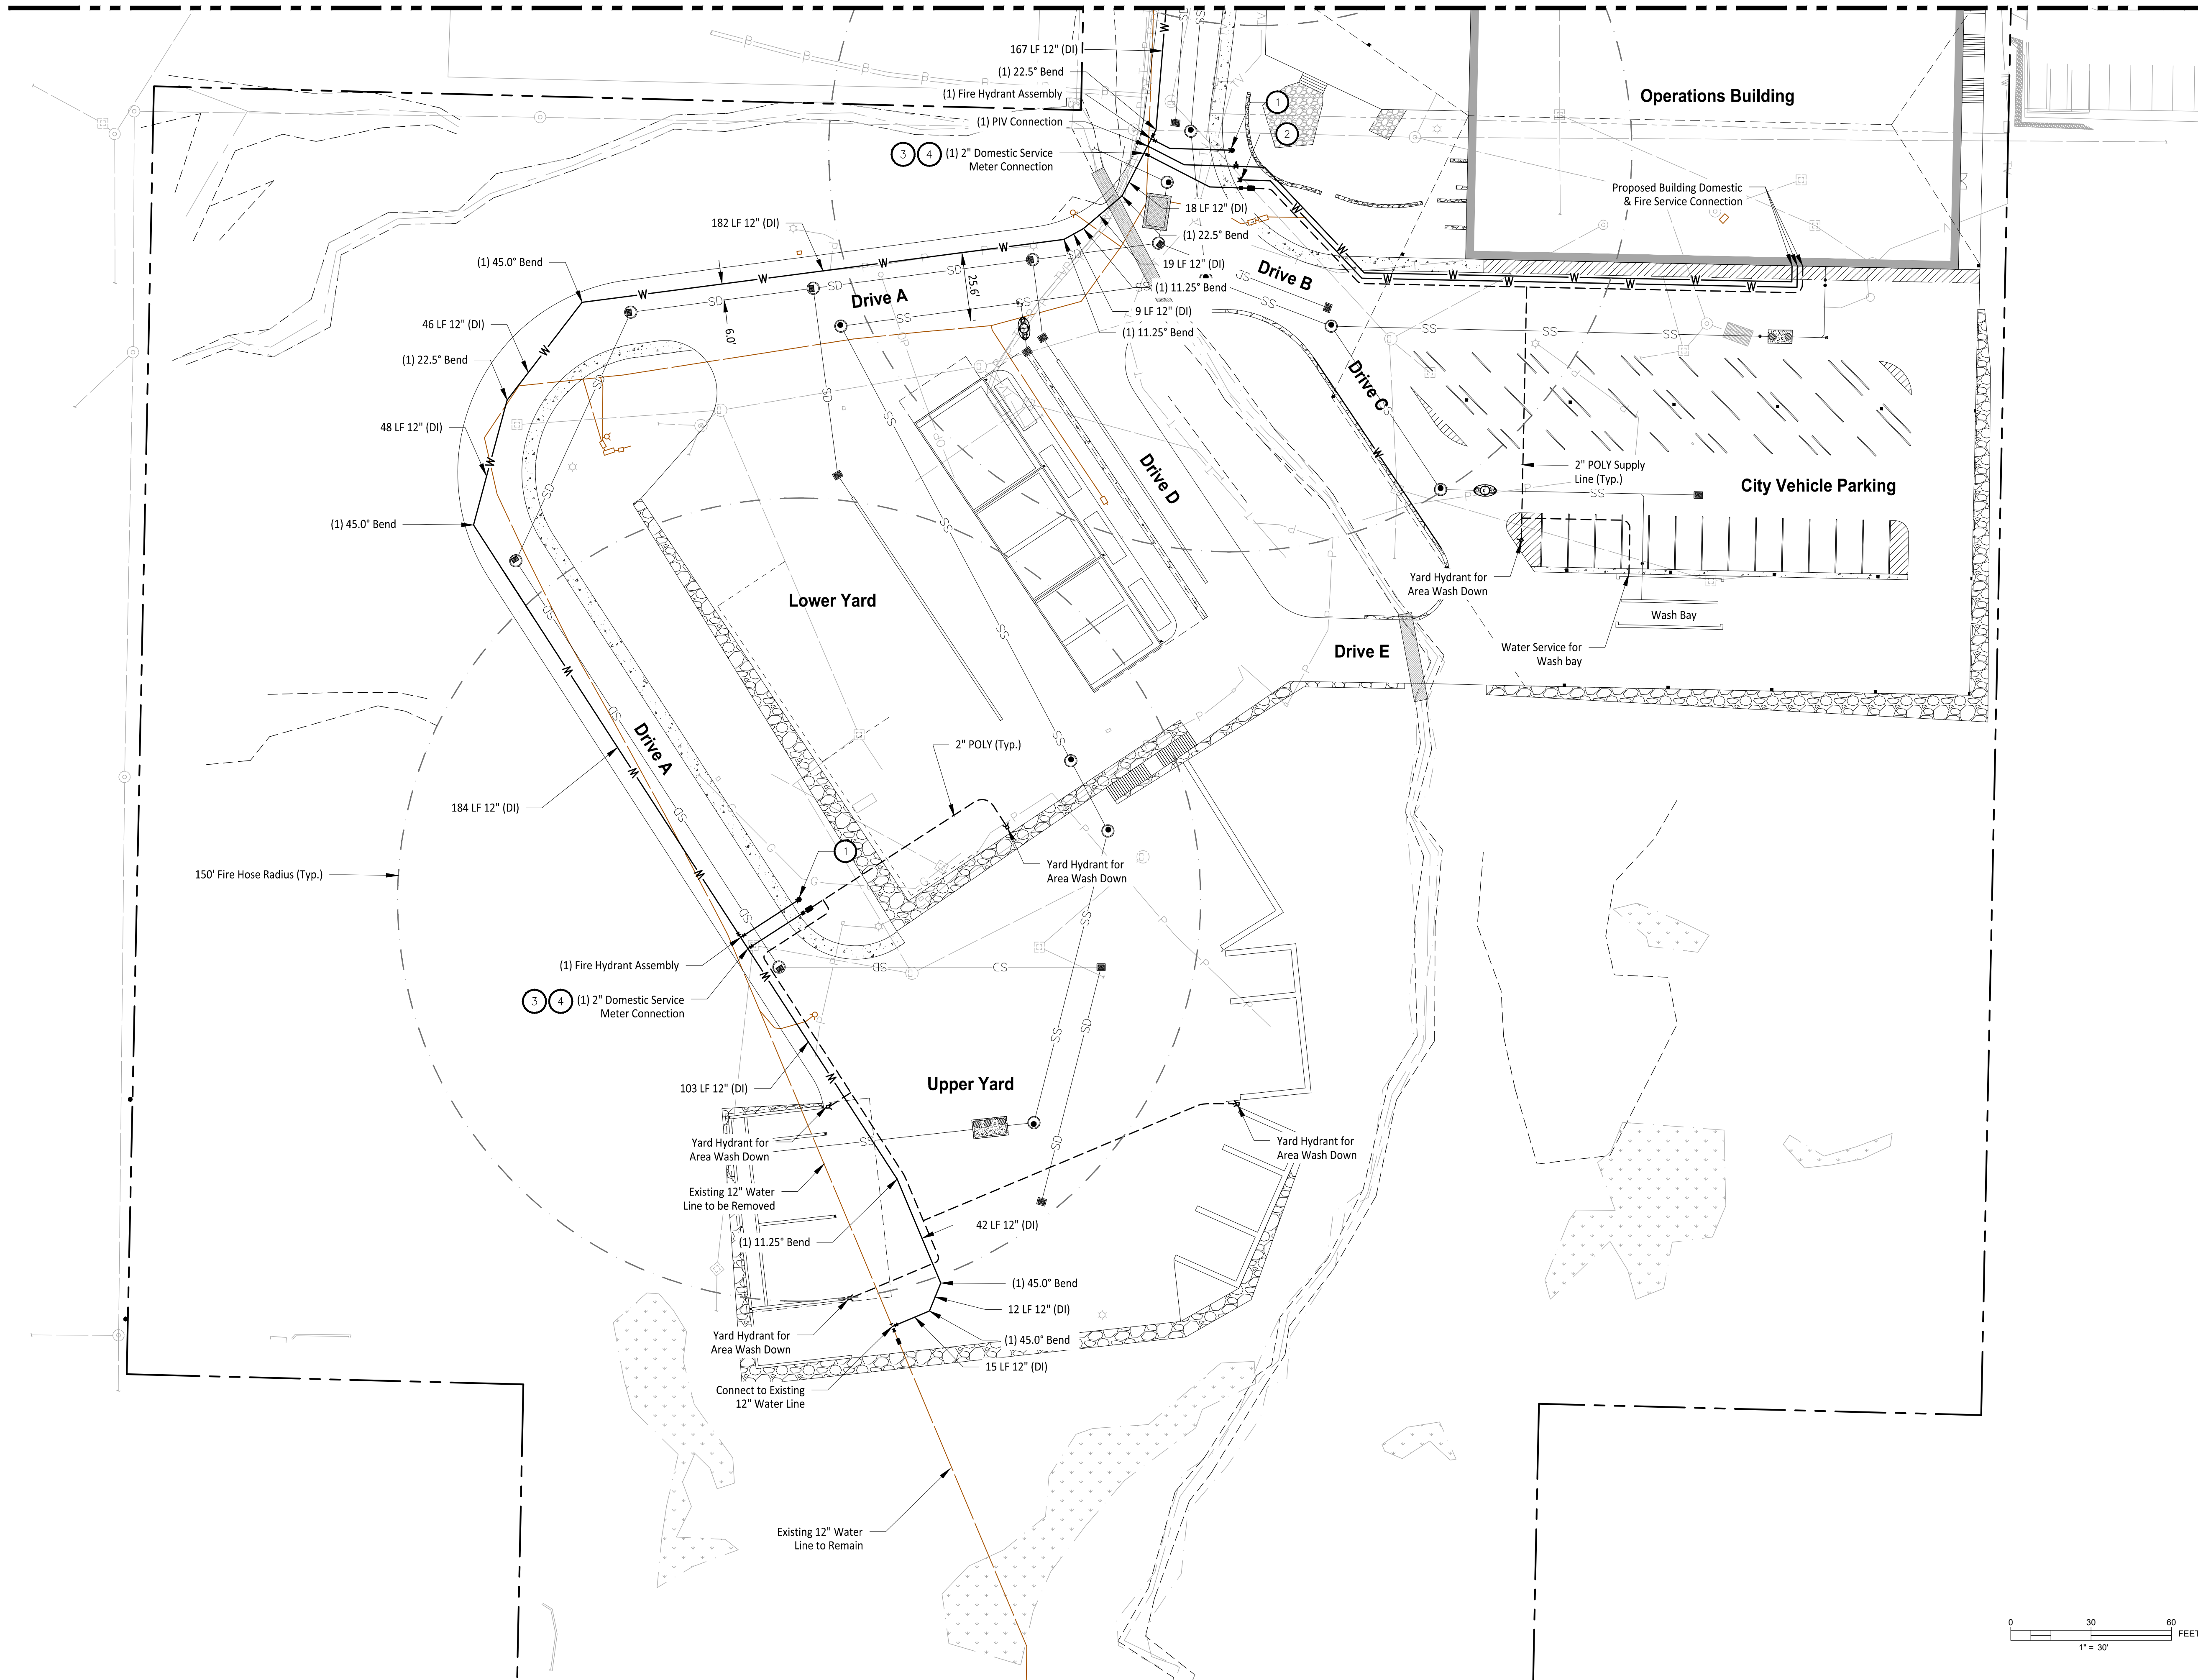 167 LF 12" (DI)
(1) 22.5° Bend
(1) Fire Hydrant Assembly
(1) PIV Connection
3 4 (1) 2" Domestic Service
Meter Connection
1
2
Operations Building
Proposed Building Domestic
& Fire Service Connection
18 LF 12" (DI)
(1) 22.5° Bend
19 LF 12" (DI)
(1) 11.25° Bend
9 LF 12" (DI)
(1) 11.25° Bend
182 LF 12" (DI)
(1) 45.0° Bend
46 LF 12" (DI)
(1) 22.5° Bend
48 LF 12" (DI)
(1) 45.0° Bend
Drive A
25.6'
6.0'
Drive B
Drive C
Drive D
2" POLY Supply
Line (Typ.)
City Vehicle Parking
Yard Hydrant for
Area Wash Down
Wash Bay
Water Service for
Wash bay
Drive E
Lower Yard
Drive A
184 LF 12" (DI)
2" POLY (Typ.)
150' Fire Hose Radius (Typ.)
1
Yard Hydrant for
Area Wash Down
(1) Fire Hydrant Assembly
3 4 (1) 2" Domestic Service
Meter Connection
Upper Yard
103 LF 12" (DI)
Yard Hydrant for
Area Wash Down
Yard Hydrant for
Area Wash Down
Existing 12" Water
Line to be Removed
42 LF 12" (DI)
(1) 11.25° Bend
(1) 45.0° Bend
12 LF 12" (DI)
Yard Hydrant for
Area Wash Down
(1) 45.0° Bend
15 LF 12" (DI)
Connect to Existing
12" Water Line
Existing 12" Water
Line to Remain
0 30 60
FEET
1" = 30'
W
SD
SS